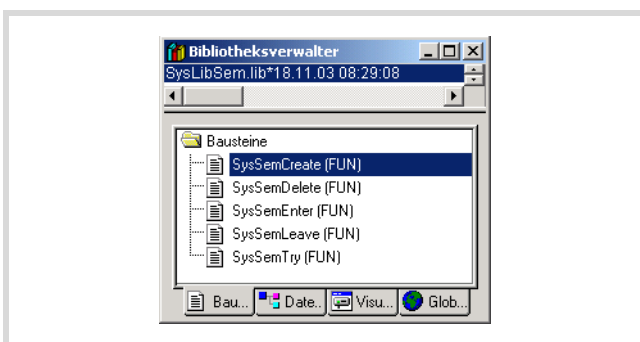 Bibliotheksverwalter
SysLibSem.lib*18.11.03 08:29:08
Bausteine
SysSemCreate (FUN)
SysSemDelete (FUN)
SysSemEnter (FUN)
SysSemLeave (FUN)
SysSemTry (FUN)
Bau... Date.. Visu... Glob...